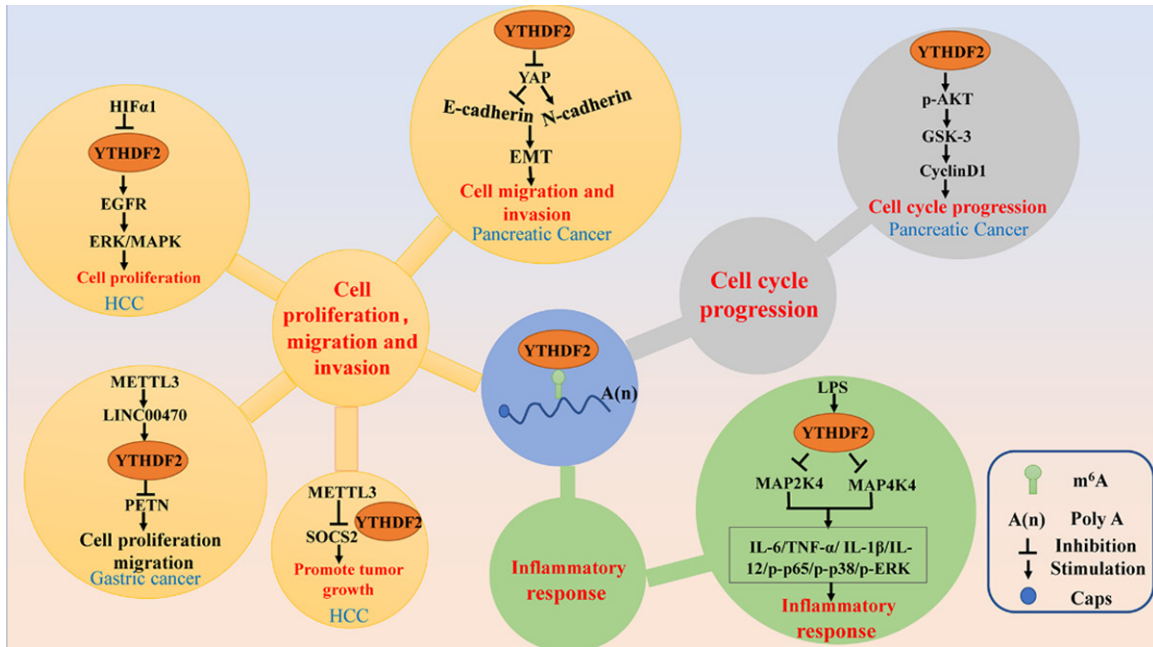 HIFα1
YTHDF2
EGFR
ERK/MAPK
Cell proliferation
HCC
YTHDF2
YAP
E-cadherin
N-cadherin
EMT
Cell migration and
invasion
Pancreatic Cancer
YTHDF2
p-AKT
GSK-3
CyclinD1
Cell cycle progression
Pancreatic Cancer
Cell
proliferation,
migration and
invasion
Cell cycle
progression
YTHDF2
A(n)
METTL3
LINC00470
YTHDF2
PETN
Cell proliferation
migration
Gastric cancer
METTL3
SOCS2
YTHDF2
Promote tumor
growth
HCC
Inflammatory
response
LPS
YTHDF2
MAP2K4
MAP4K4
IL-6/TNF-α/ IL-1β/IL-
12/p-p65/p-p38/p-ERK
Inflammatory
response
m⁶A
A(n) Poly A
Inhibition
Stimulation
Caps